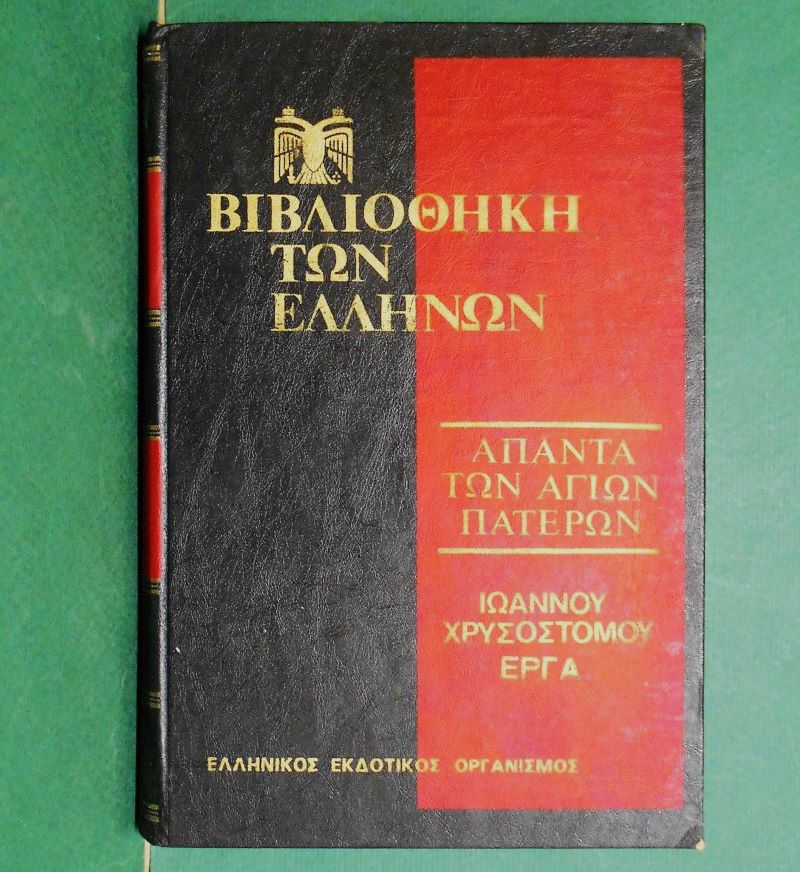 ΒΙΒΛΙΟΘΗΚΗ
ΤΩΝ
ΕΛΛΗΝΩΝ
ΑΠΑΝΤΑ
ΤΩΝ ΑΓΙΩΝ
ΠΑΤΕΡΩΝ
ΙΩΑΝΝΟΥ
ΧΡΥΣΟΣΤΟΜΟΥ
ΕΡΓΑ
ΕΛΛΗΝΙΚΟΣ ΕΚΔΟΤΙΚΟΣ ΟΡΓΑΝΙΣΜΟΣ